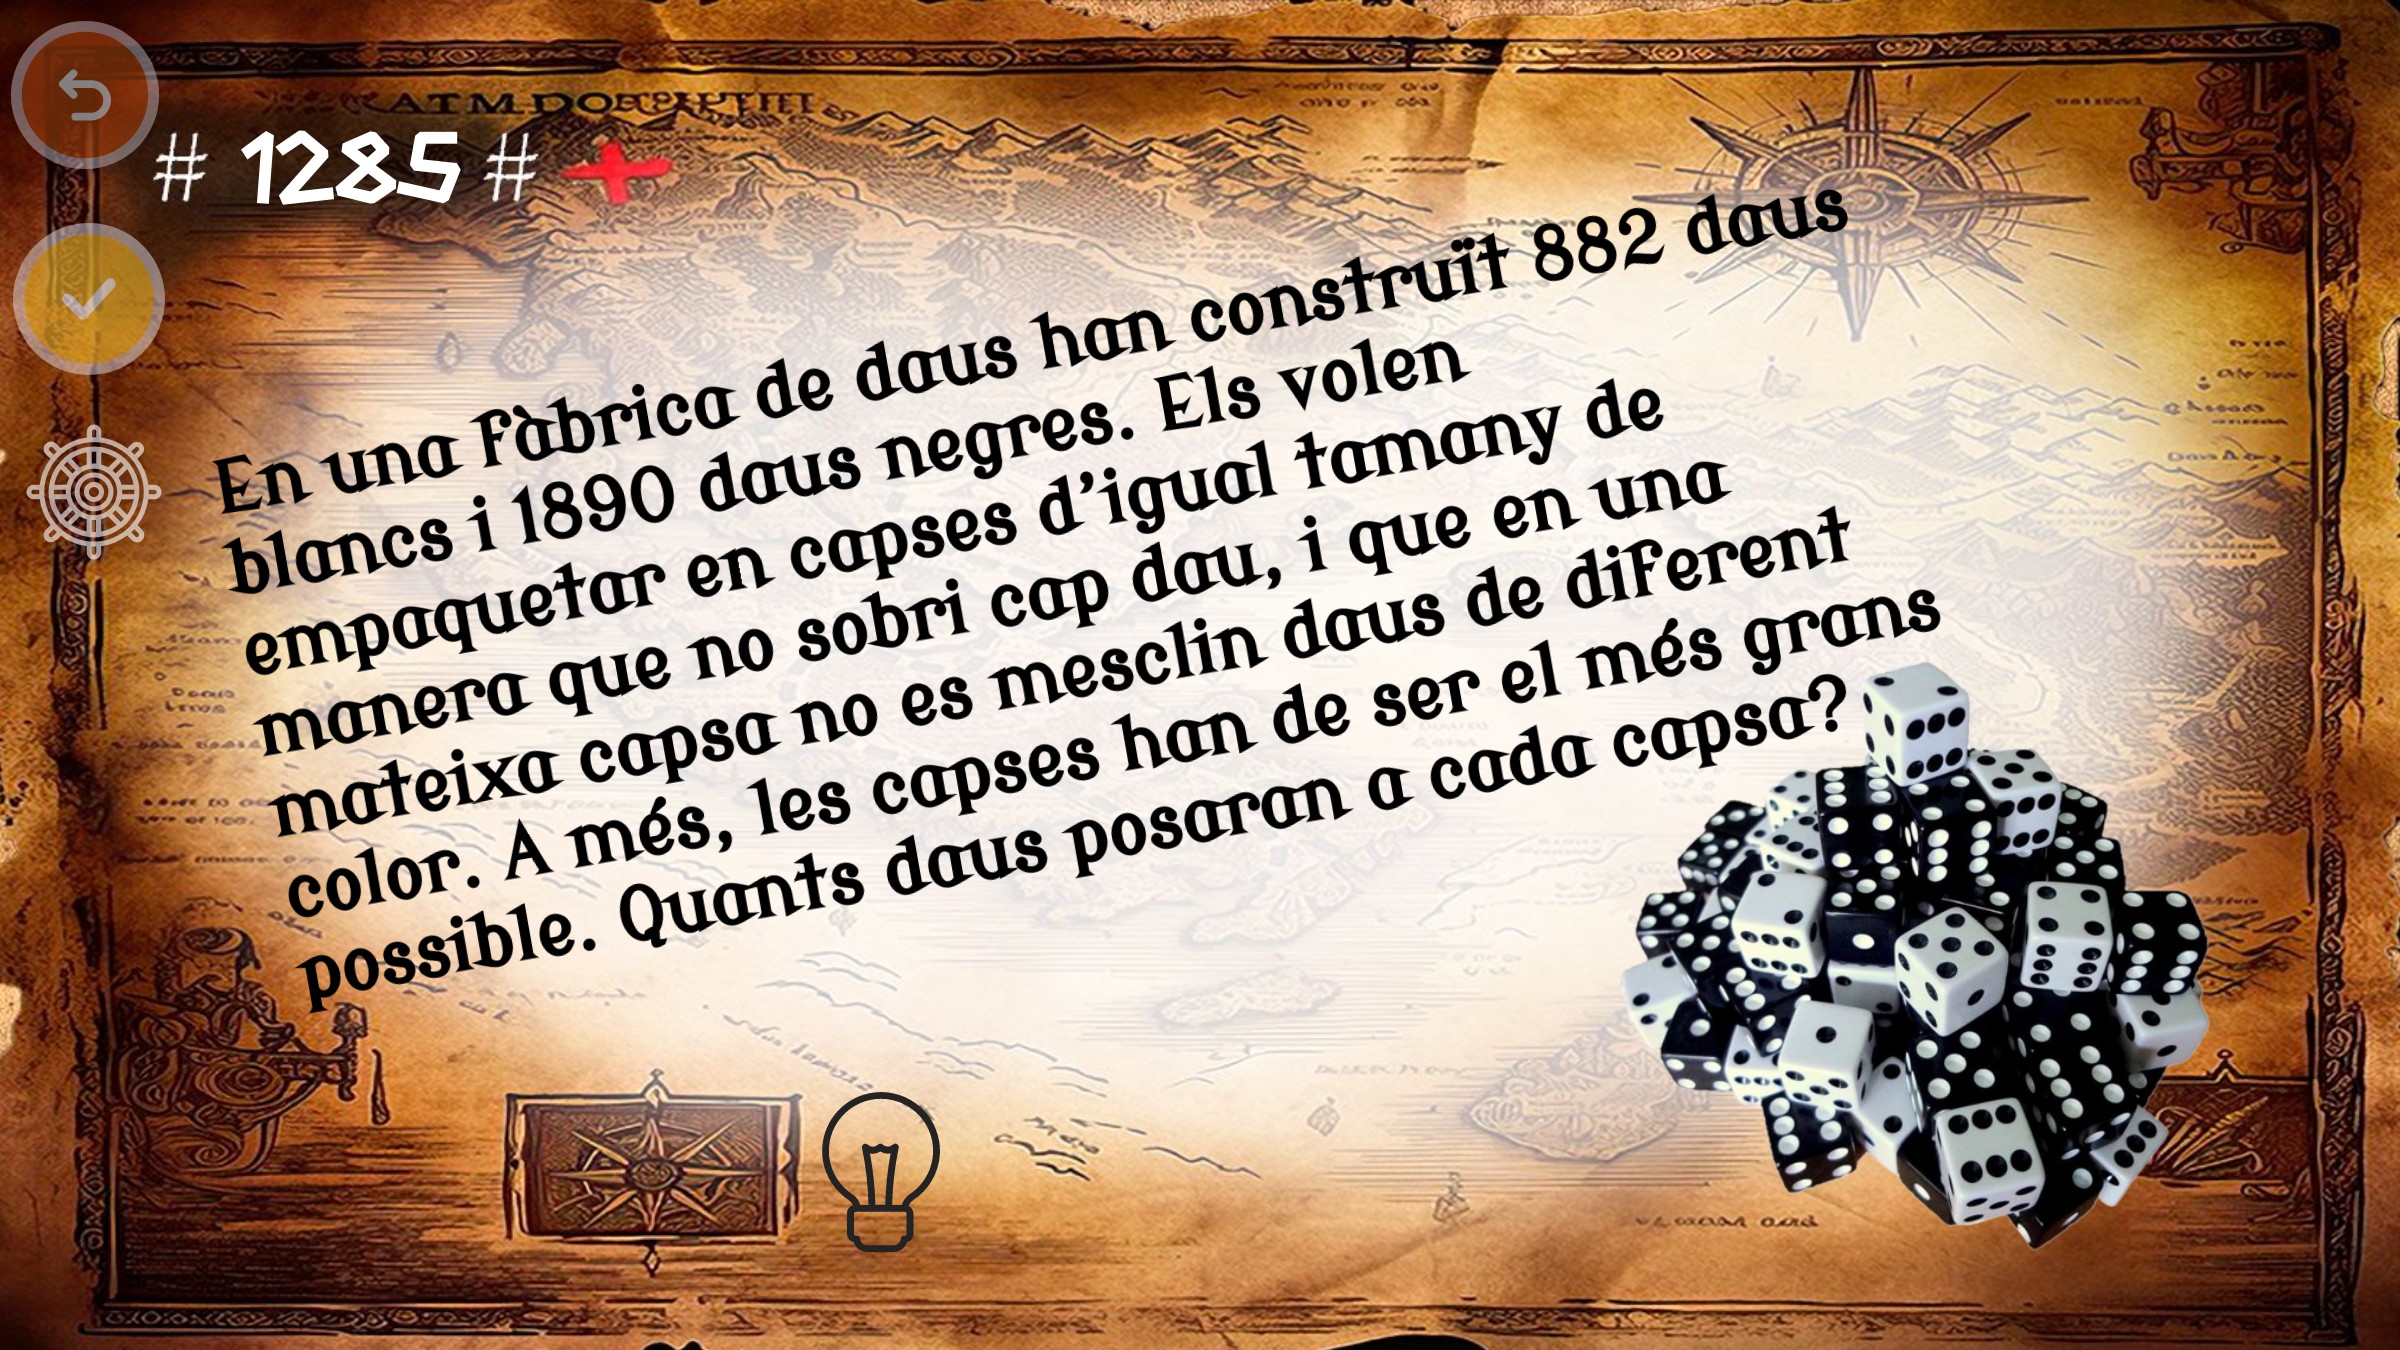 # 1285 #
En una fàbrica de daus han construït 882 daus
blancs i 1890 daus negres. Els volen
empaquetar en capses d'igual tamany de
manera que no sobri cap dau, i que en una
mateixa capsa no es mesclin daus de diferent
color. A més, les capses han de ser el més grans
possible. Quants daus posaran a cada capsa?